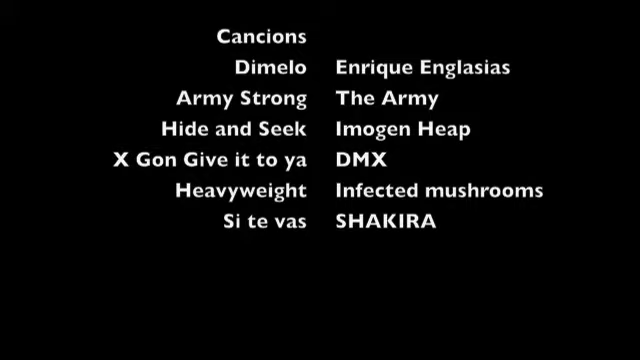 Cancions
Dimelo Enrique Englasias
Army Strong The Army
Hide and Seek Imogen Heap
X Gon Give it to ya DMX
Heavyweight Infected mushrooms
Si te vas SHAKIRA